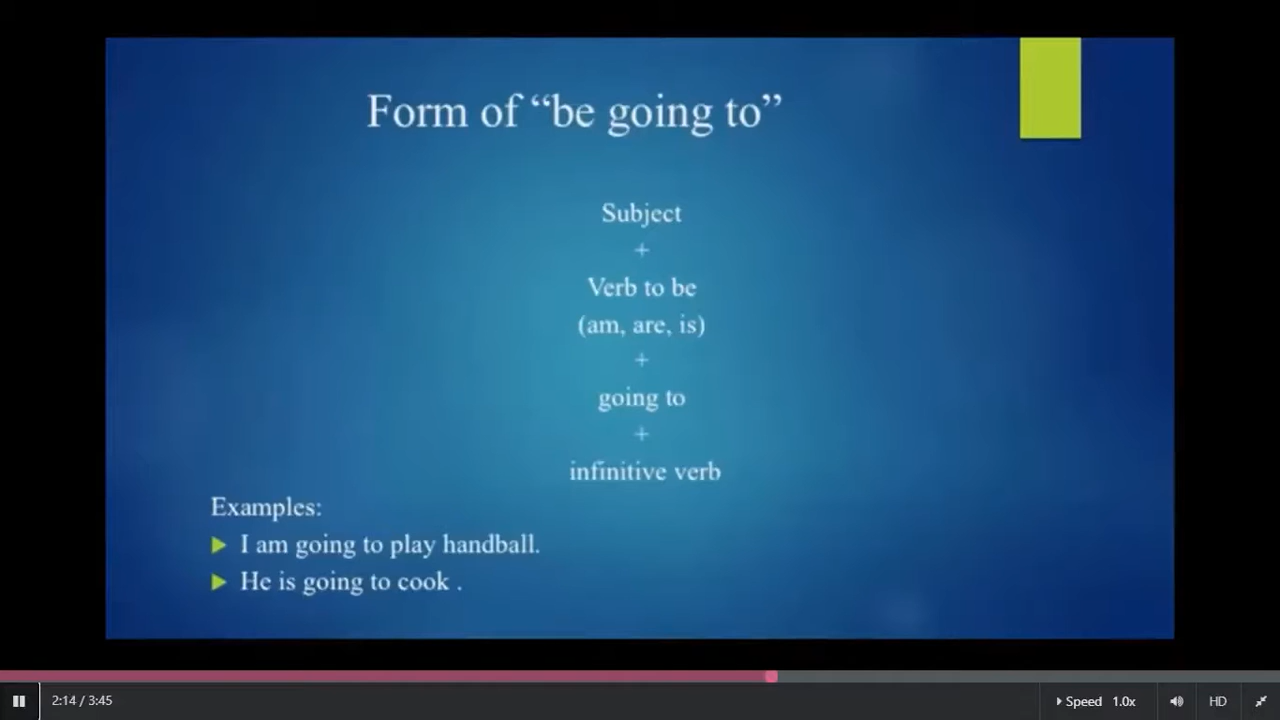 Form of “be going to”
Subject
+
Verb to be
(am, are, is)
+
going to
+
infinitive verb
Examples:
I am going to play handball.
He is going to cook .
2:14 / 3:45
Speed 1.0x
HD